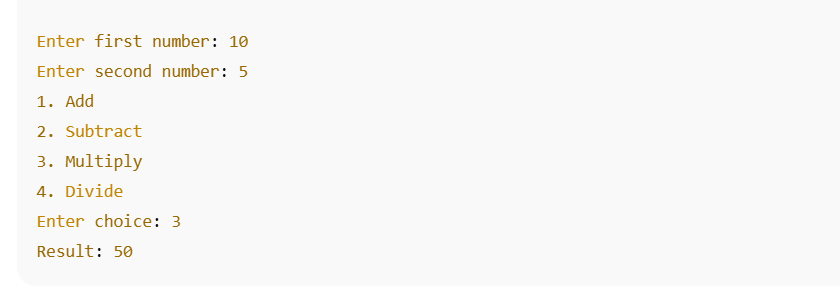 Enter first number: 10
Enter second number: 5
1. Add
2. Subtract
3. Multiply
4. Divide
Enter choice: 3
Result: 50